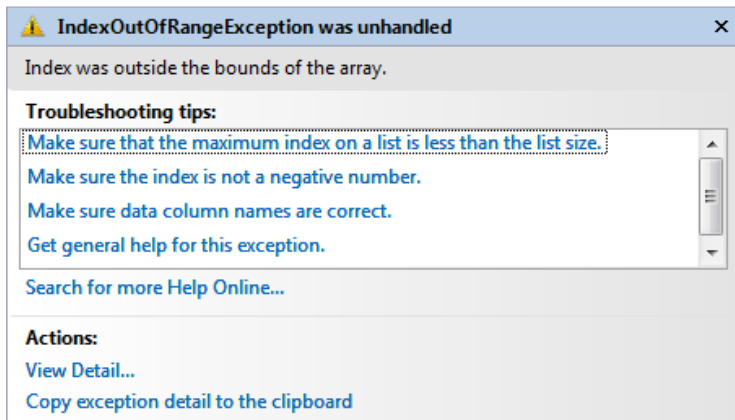 IndexOutOfRangeException was unhandled
Index was outside the bounds of the array.
Troubleshooting tips:
Make sure that the maximum index on a list is less than the list size.
Make sure the index is not a negative number.
Make sure data column names are correct.
Get general help for this exception.
Search for more Help Online...
Actions:
View Detail...
Copy exception detail to the clipboard